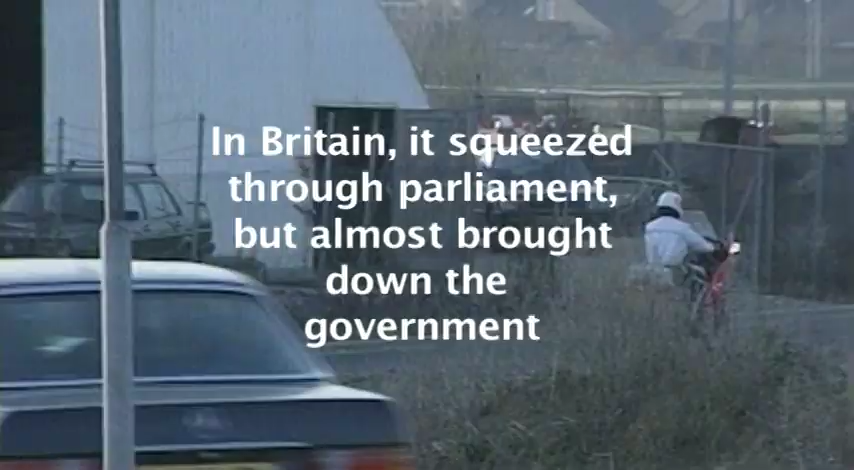 In Britain, it squeezed
through parliament,
but almost brought
down the
government